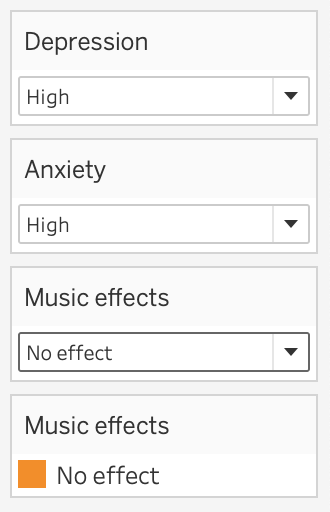 Depression
High
Anxiety
High
Music effects
No effect
Music effects
No effect